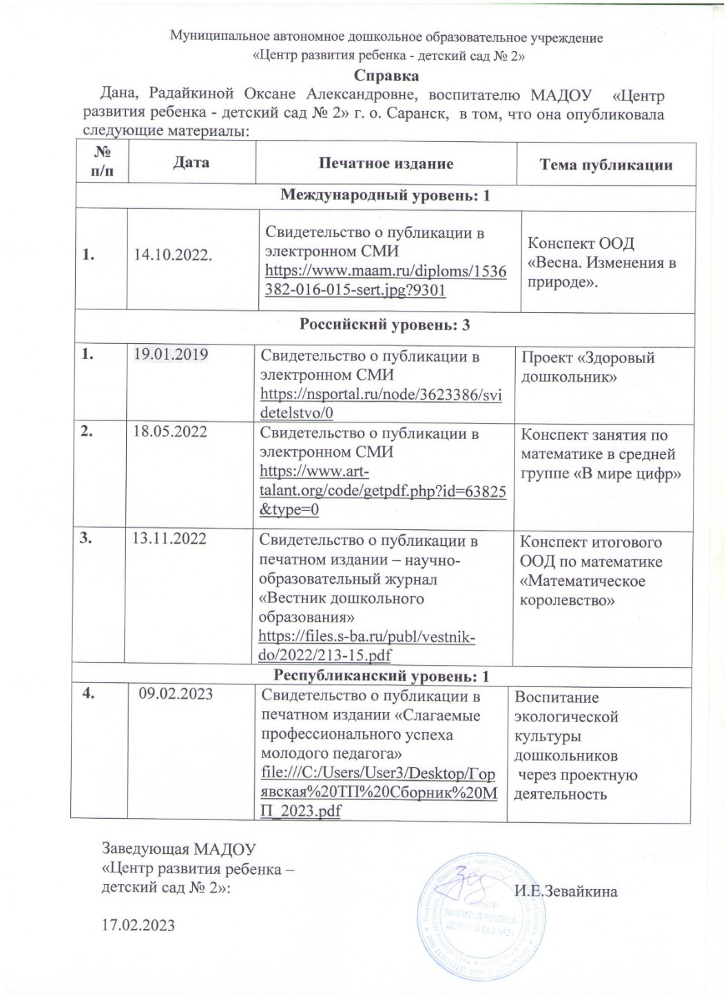 Муниципальное автономное дошкольное образовательное учреждение
«Центр развития ребенка - детский сад № 2»
Справка
Дана, Радайкиной Оксане Александровне, воспитателю МАДОУ «Центр
развития ребенка - детский сад № 2» г. о. Саранск, в том, что она опубликовала
следующие материалы:
№
п/п
Дата
Печатное издание
Тема публикации
Международный уровень: 1
1.
14.10.2022.
Свидетельство о публикации в
электронном СМИ
https://www.maam.ru/diploms/1536
382-016-015-sert.jpg?9301
Конспект ООД
«Весна. Изменения в
природе».
Российский уровень: 3
1.
19.01.2019
Свидетельство о публикации в
электронном СМИ
https://nsportal.ru/node/3623386/svi
detelstvo/0
Проект «Здоровый
дошкольник»
2.
18.05.2022
Свидетельство о публикации в
электронном СМИ
https://www.art-
talant.org/code/getpdf.php?id=63825
&type=0
Конспект занятия по
математике в средней
группе «В мире цифр»
3.
13.11.2022
Свидетельство о публикации в
печатном издании – научно-
образовательный журнал
«Вестник дошкольного
образования»
https://files.s-ba.ru/publ/vestnik-
do/2022/213-15.pdf
Конспект итогового
ООД по математике
«Математическое
королевство»
Республиканский уровень: 1
4.
09.02.2023
Свидетельство о публикации в
печатном издании «Слагаемые
профессионального успеха
молодого педагога»
file:///C:/Users/User3/Desktop/Гор
явская%20ТП%20Сборник%20М
П_2023.pdf
Воспитание
экологической
культуры
дошкольников
через проектную
деятельность
Заведующая МАДОУ
«Центр развития ребенка –
детский сад № 2»:
И.Е.Зевайкина
17.02.2023
«ЦЕНТР
РАЗВИТИЯ РЕБЕНКА-
ДЕТСКИЙ САД №2»